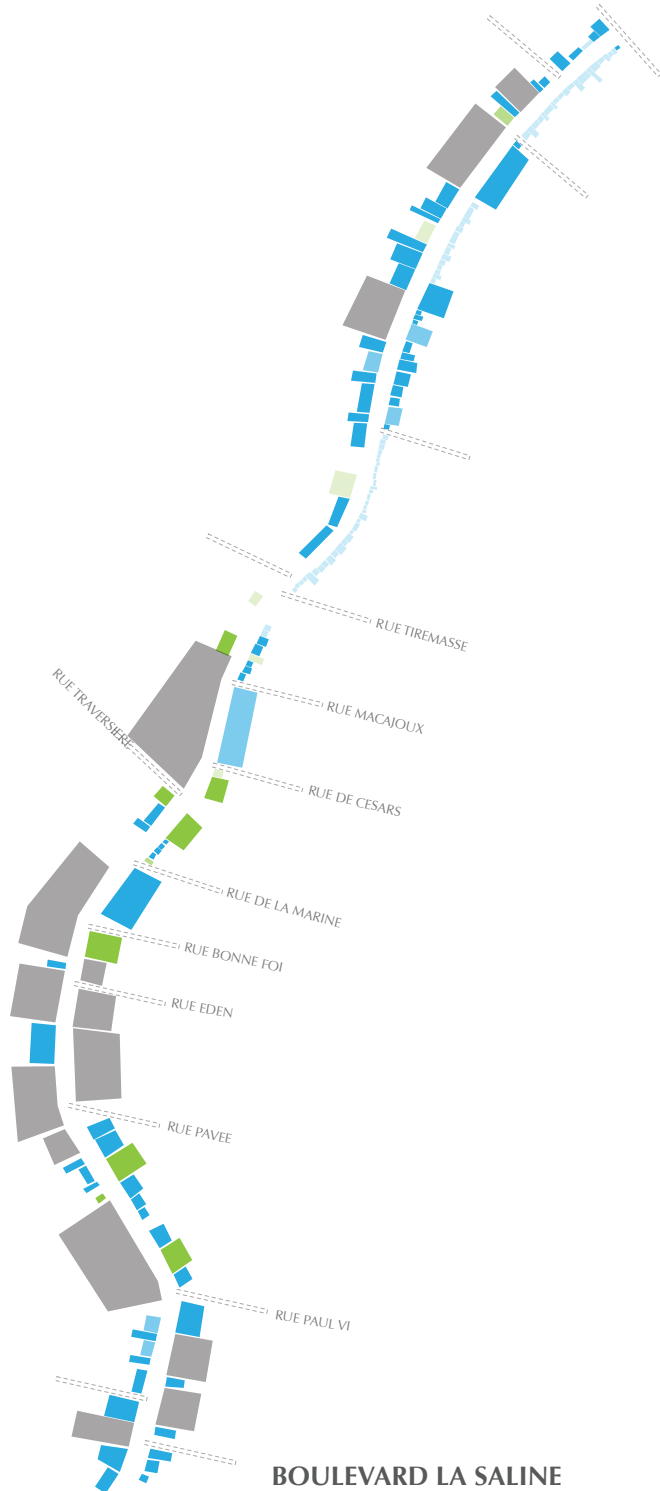 RUE TIREMASSE
RUE TRAVERSIERE
RUE MACAJOUX
RUE DE CESARS
RUE DE LA MARINE
RUE BONNE FOI
RUE EDEN
RUE PAVEE
RUE PAUL VI
BOULEVARD LA SALINE